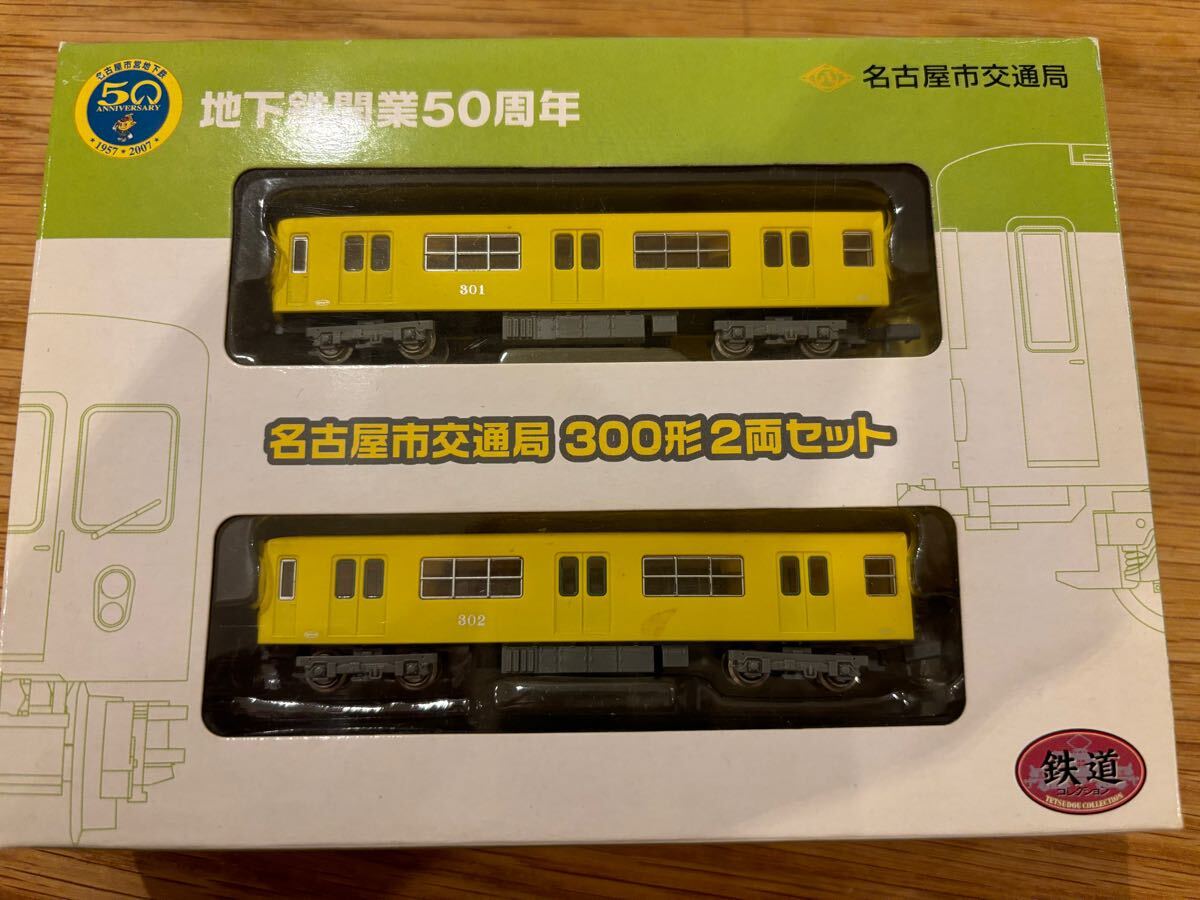 名古屋市営地下鉄
50
ANNIVERSARY
1957★2007
地下鉄開業50周年
名古屋市交通局
301
名古屋市交通局 300形2両セット
302
鉄道
コレクション
TETSUDOU COLLECTION